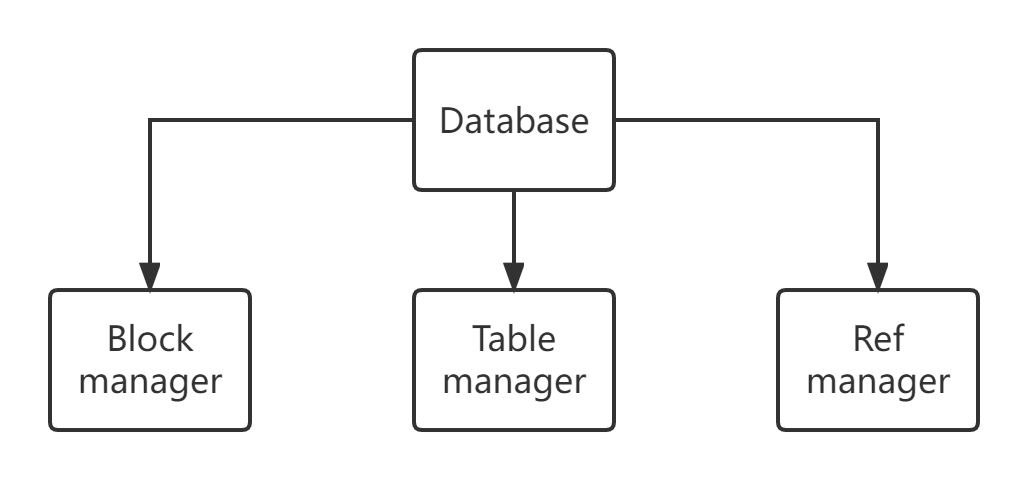 Database
Block
manager
Table
manager
Ref
manager